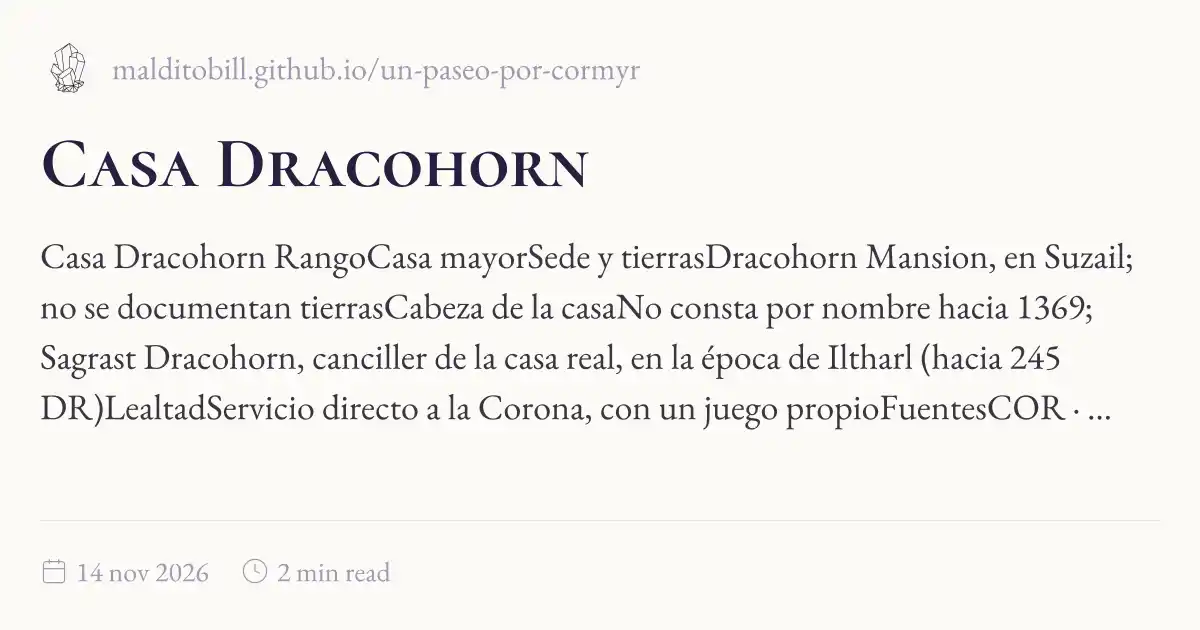 malditobill.github.io/un-paseo-por-cormyr
Casa Dracohorn
Casa Dracohorn RangoCasa mayorSede y tierrasDracohorn Mansion, en Suzail;
no se documentan tierrasCabeza de la casaNo consta por nombre hacia 1369;
Sagrast Dracohorn, canciller de la casa real, en la época de Iltharl (hacia 245
DR)LealtadServicio directo a la Corona, con un juego propioFuentesCOR · ...
14 nov 2026
2 min read